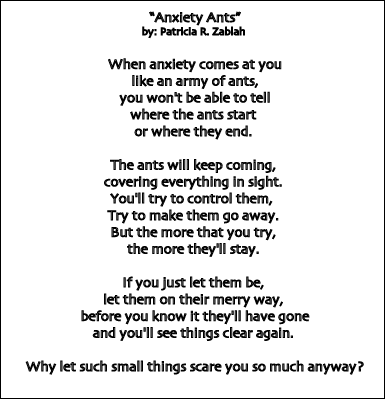 "Anxiety Ants"
by: Patricia R. Zablah
When anxiety comes at you
like an army of ants,
you won't be able to tell
where the ants start
or where they end.
The ants will keep coming,
covering everything in sight.
You'll try to control them,
Try to make them go away.
But the more that you try,
the more they'll stay.
If you just let them be,
let them on their merry way,
before you know it they'll have gone
and you'll see things clear again.
Why let such small things scare you so much anyway?